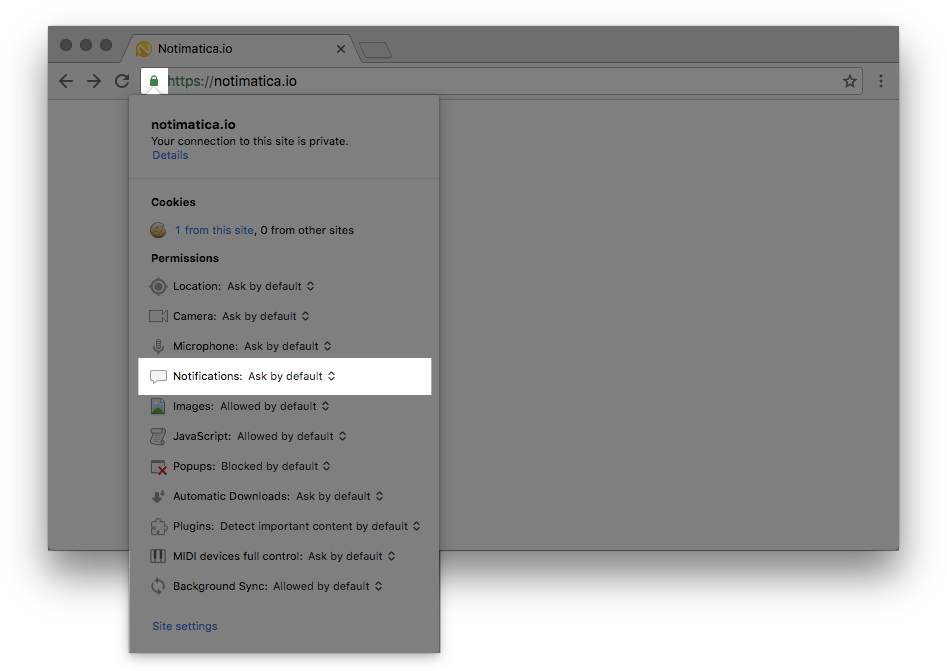 Notimatica.io
https://notimatica.io
notimatica.io
Your connection to this site is private.
Details
Cookies
1 from this site, 0 from other sites
Permissions
Location: Ask by default
Camera: Ask by default
Microphone: Ask by default
Notifications: Ask by default
Images: Allowed by default
JavaScript: Allowed by default
Popups: Blocked by default
Automatic Downloads: Ask by default
Plugins: Detect important content by default
MIDI devices full control: Ask by default
Background Sync: Allowed by default
Site settings